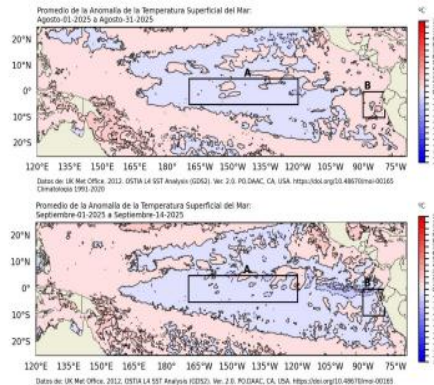 Promedio de la Anomalía de la Temperatura Superficial del Mar:
Agosto-01-2025 a Agosto-31-2025
°C
20°N
10°N
0°
10°S
20°S
A
B
120°E 135°E 150°E 165°E 180° 165°W 150°W 135°W 120°W 105°W 90°W 75°W
Datos de: UK Met Office. 2012. OSTIA L4 SST Analysis (GDS2). Ver. 2.0. PO.DAAC, CA, USA. https://doi.org/10.48670/moi-00165
Climatología 1991-2020
Promedio de la Anomalía de la Temperatura Superficial del Mar:
Septiembre-01-2025 a Septiembre-14-2025
°C
20°N
10°N
0°
10°S
20°S
A
B
120°E 135°E 150°E 165°E 180° 165°W 150°W 135°W 120°W 105°W 90°W 75°W
Datos de: UK Met Office. 2012. OSTIA L4 SST Analysis (GDS2). Ver. 2.0. PO.DAAC, CA, USA. https://doi.org/10.48670/moi-00165